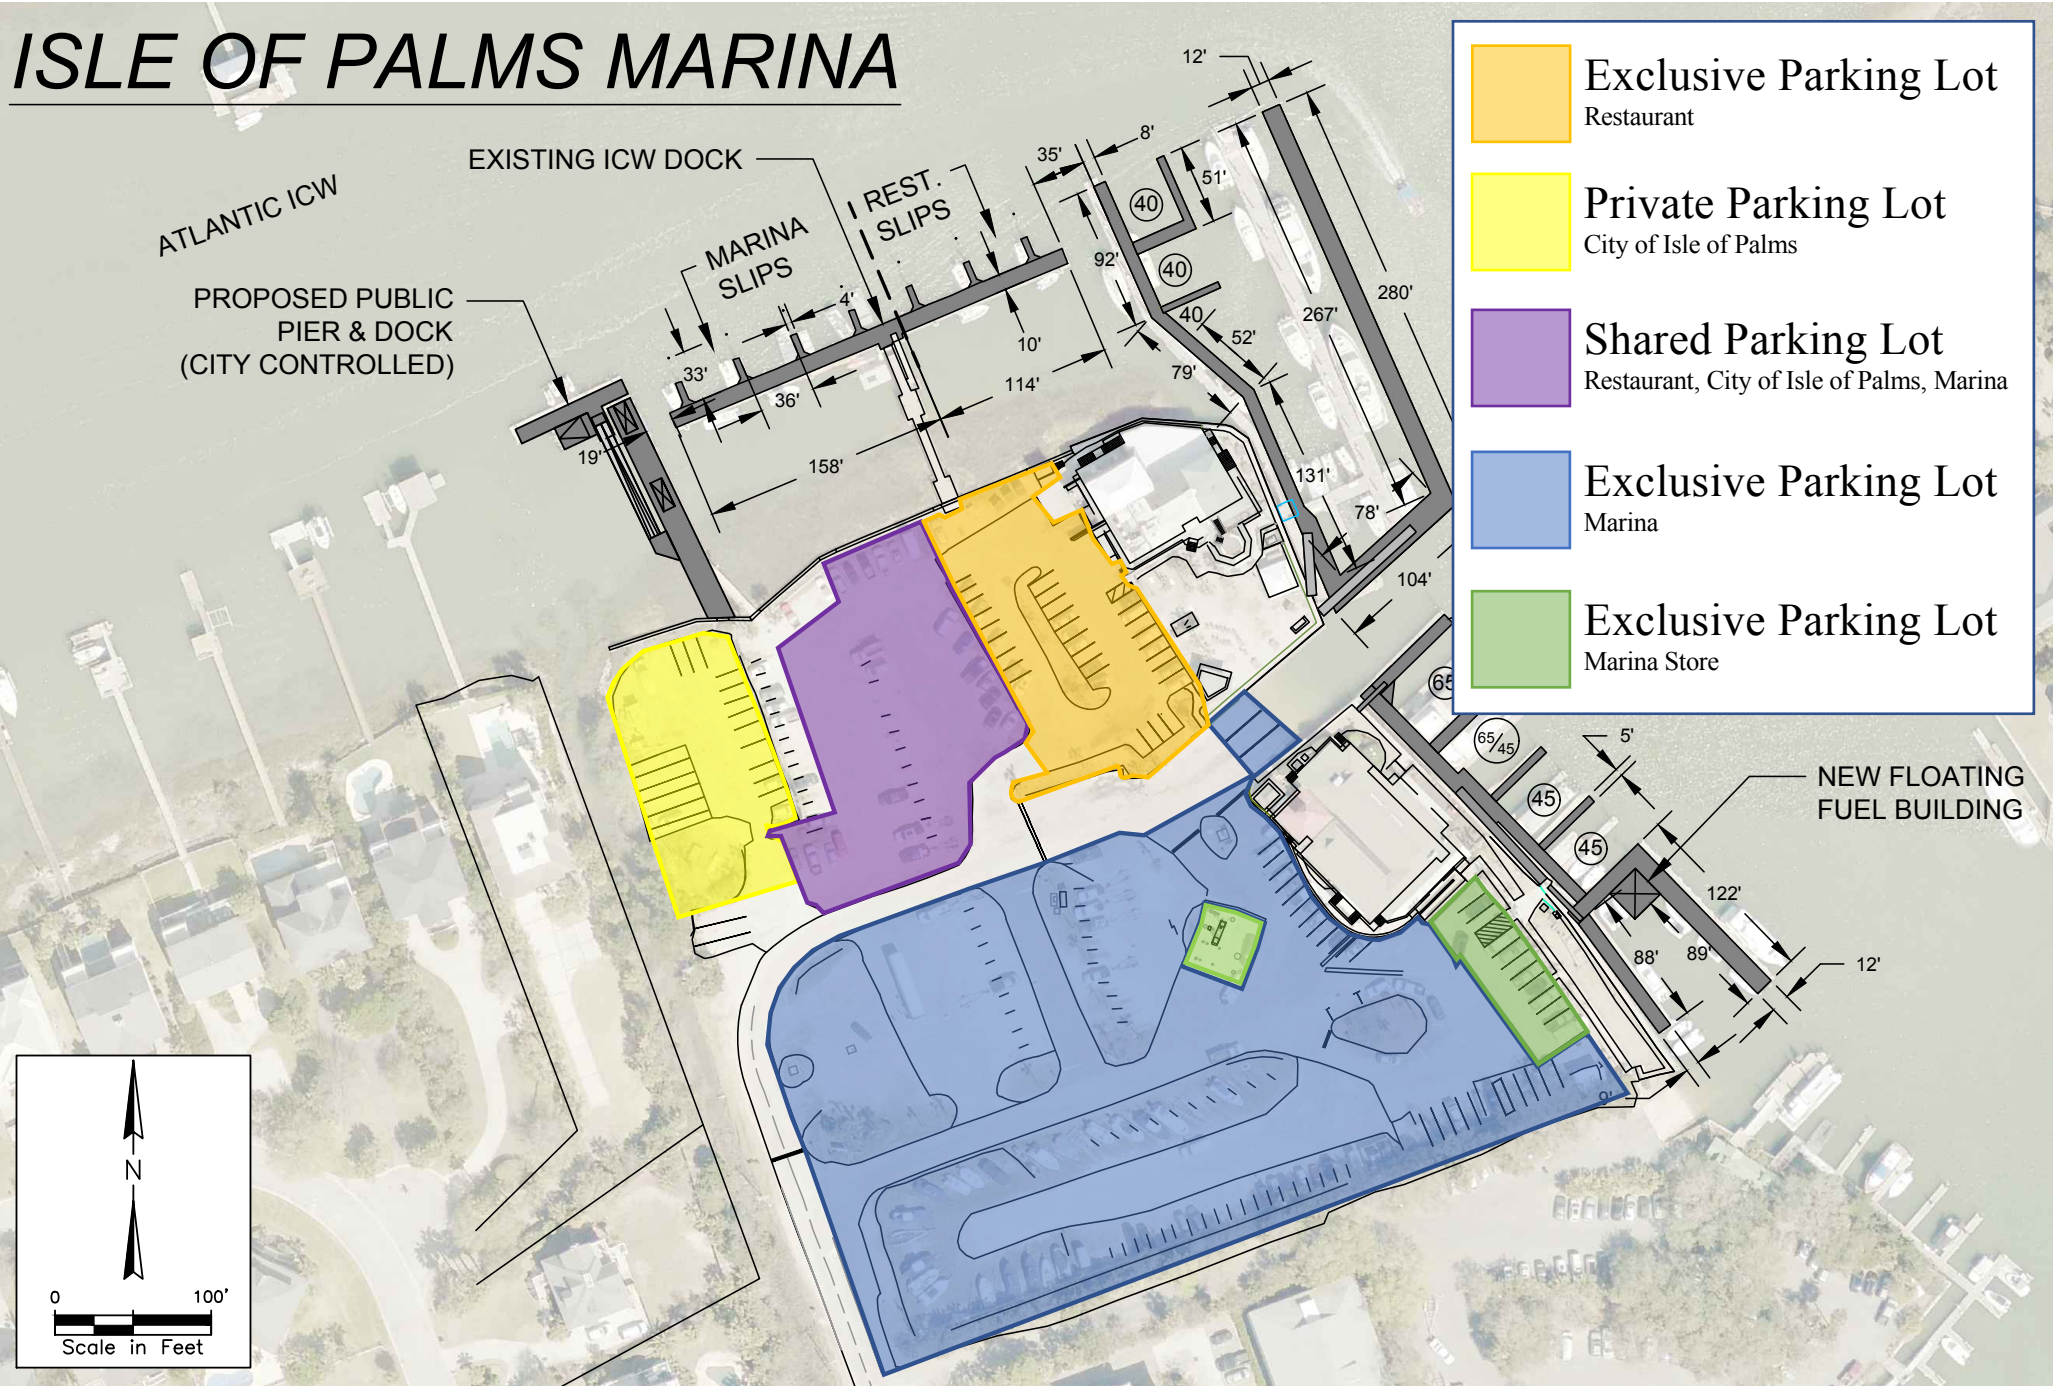 ISLE OF PALMS MARINA
Exclusive Parking Lot
Restaurant
Private Parking Lot
City of Isle of Palms
Shared Parking Lot
Restaurant, City of Isle of Palms, Marina
Exclusive Parking Lot
Marina
Exclusive Parking Lot
Marina Store
EXISTING ICW DOCK
ATLANTIC ICW
PROPOSED PUBLIC
PIER & DOCK
(CITY CONTROLLED)
MARINA
SLIPS
REST.
SLIPS
12'
8'
35'
51'
40
92'
40
280'
267'
4'
40
52'
10'
33'
79'
114'
36'
19'
158'
131'
78'
104'
65
65/45
5'
NEW FLOATING
FUEL BUILDING
45
45
122'
88'
89'
12'
N
0
100'
Scale in Feet